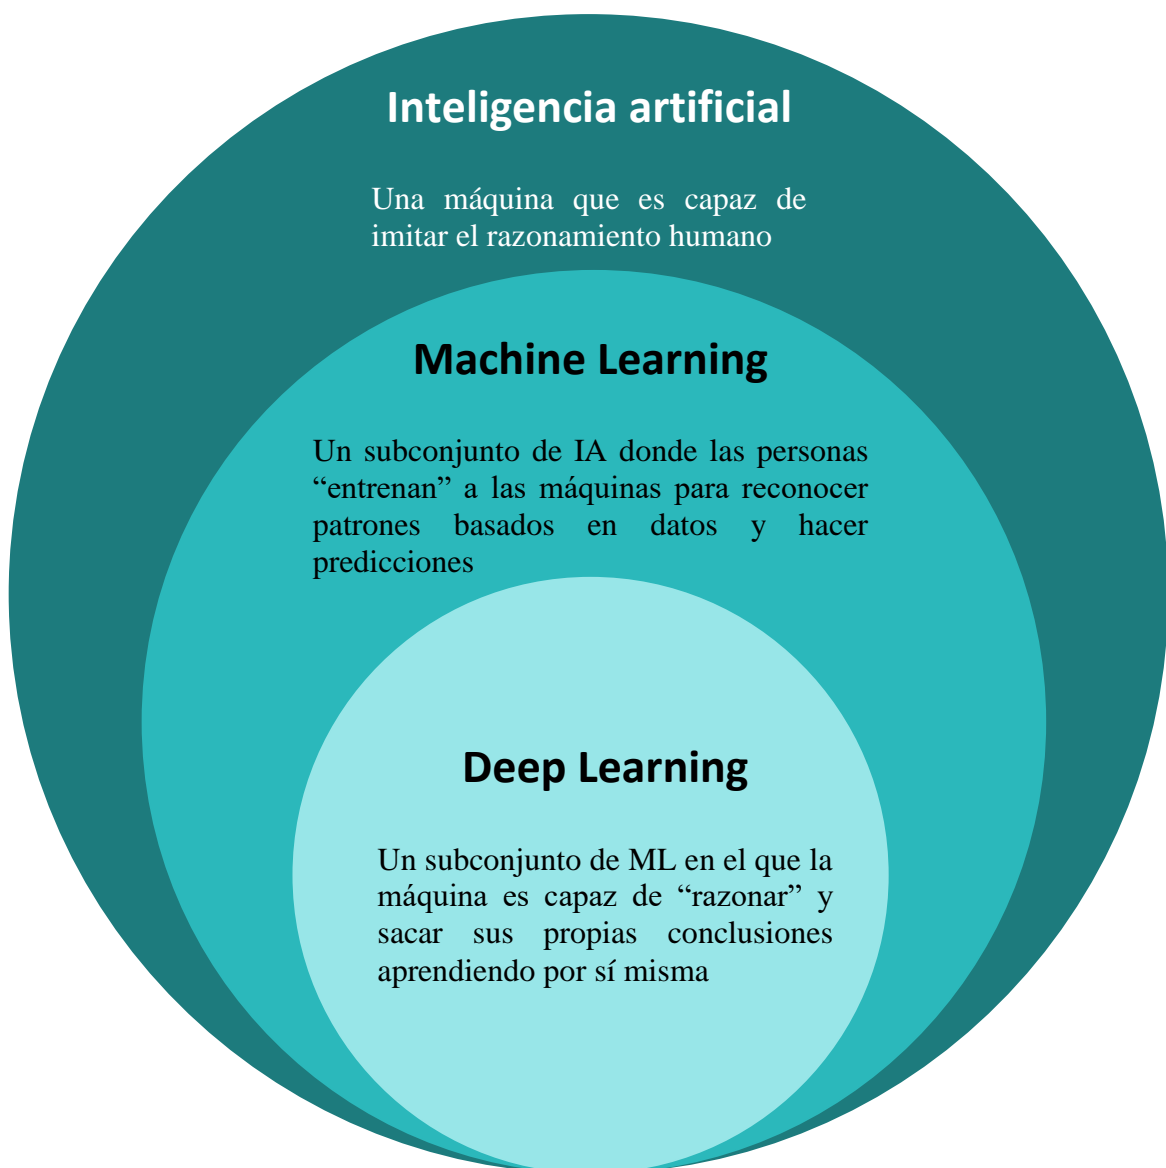 Inteligencia artificial
Una máquina que es capaz de
imitar el razonamiento humano
Machine Learning
Un subconjunto de IA donde las personas
“entrenan” a las máquinas para reconocer
patrones basados en datos y hacer
predicciones
Deep Learning
Un subconjunto de ML en el que la
máquina es capaz de “razonar” y
sacar sus propias conclusiones
aprendiendo por sí misma